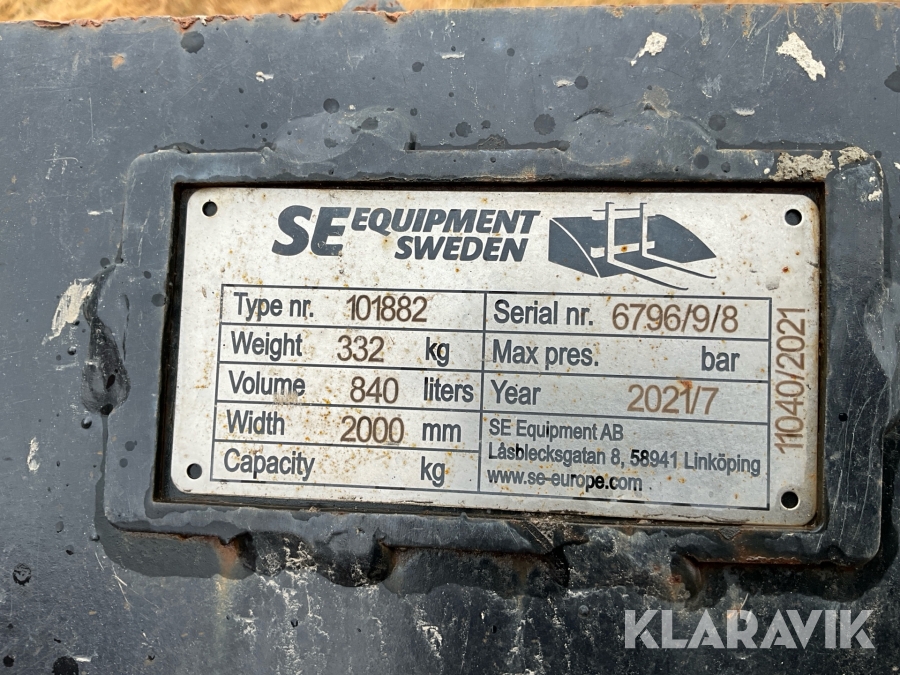 SE EQUIPMENT
SWEDEN
Type nr. 101882
Weight 332 kg
Volume 840 liters
Width 2000 mm
Capacity kg
Serial nr. 6796/9/8
Max pres. bar
Year 2021/7
SE Equipment AB
Låsblecksgatan 8, 58941 Linköping
www.se-europe.com
11040/2021
KLARAVIK